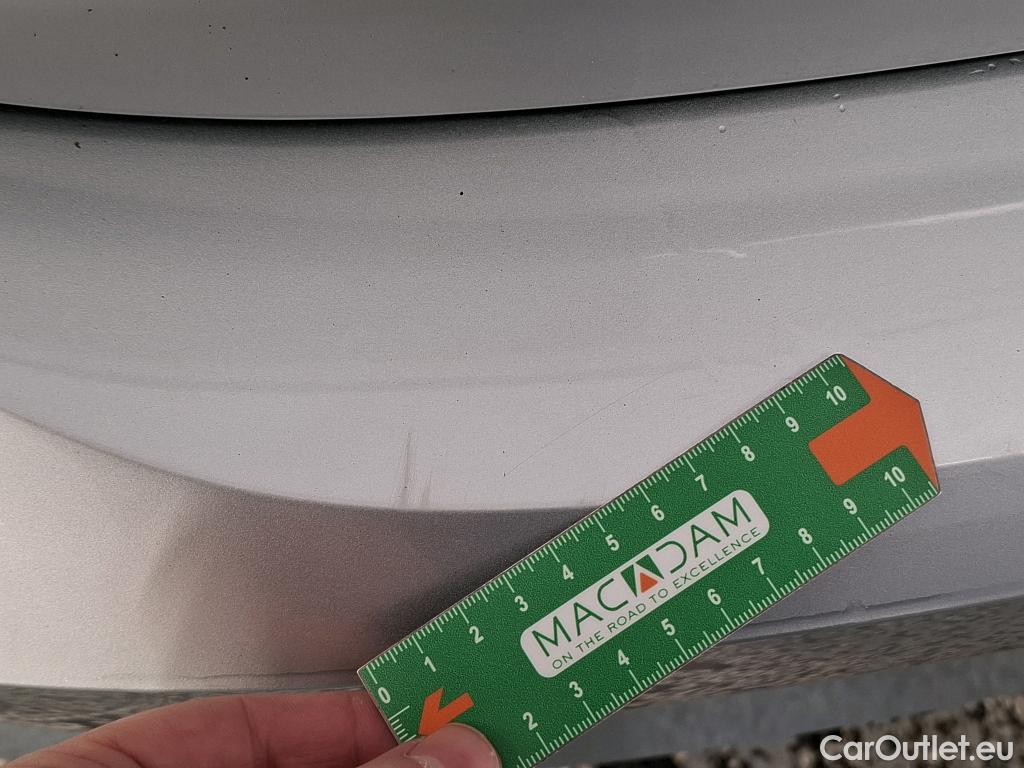 0 1 2 3 4 5 6 7 8 9 10
MACADAM
ON THE ROAD TO EXCELLENCE
2 3 4 5 6 7 8 9 10
CarOutlet.eu